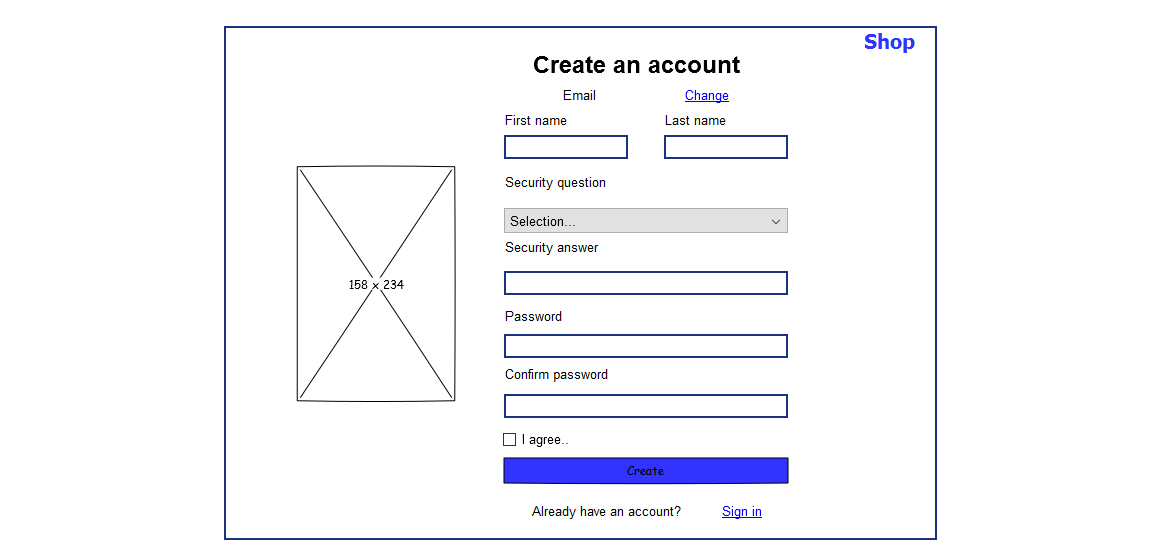 Shop
Create an account
Email Change
First name Last name
Security question
Selection...
Security answer
158 x 234
Password
Confirm password
I agree..
Create
Already have an account? Sign in